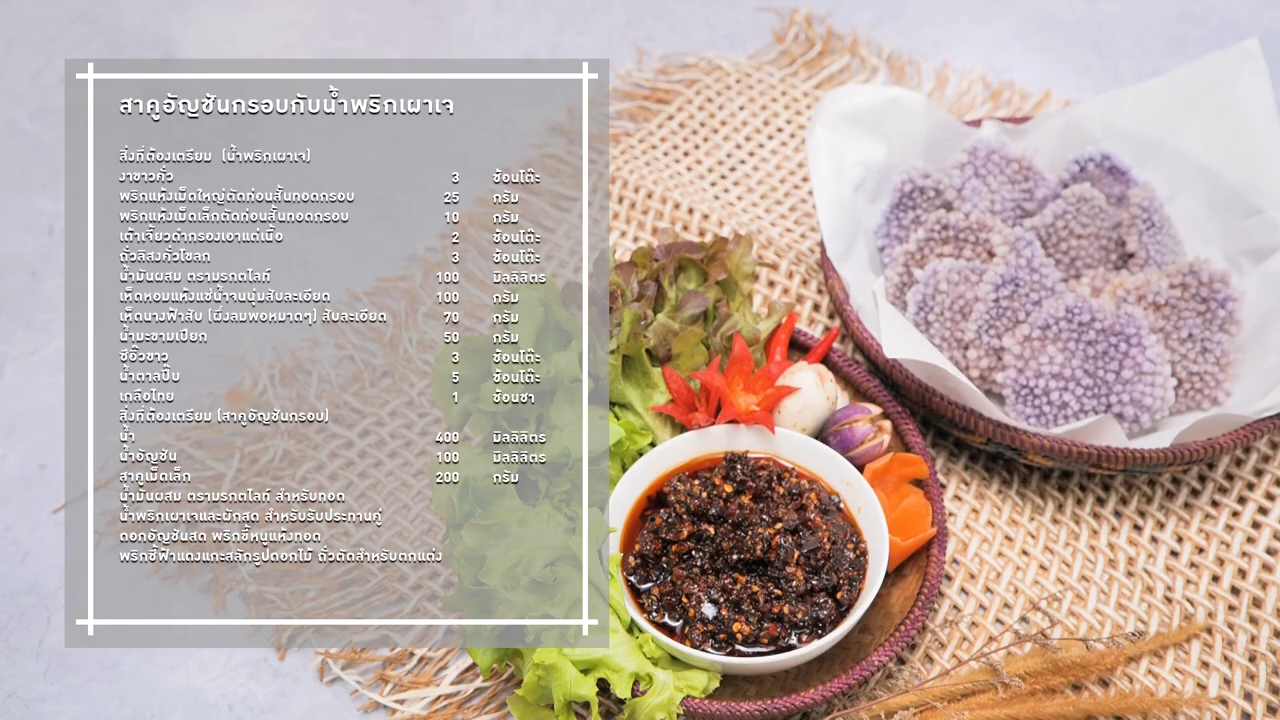 สาคูอัญชันกรอบกับน้ำพริกเผาเจ
สิ่งที่ต้องเตรียม (น้ำพริกเผาเจ)
งาขาวคั่ว 3 ช้อนโต๊ะ
พริกแห้งเม็ดใหญ่ตัดท่อนสั้นทอดกรอบ 25 กรัม
พริกแห้งเม็ดเล็กตัดท่อนสั้นทอดกรอบ 10 กรัม
เต้าเจี้ยวดำกรองเอาแต่เนื้อ 2 ช้อนโต๊ะ
ถั่วลิสงคั่วโขลก 3 ช้อนโต๊ะ
น้ำมันผสม ตรามรกตไลท์ 100 มิลลิลิตร
เห็ดหอมแห้งแช่น้ำจนนุ่มสับละเอียด 100 กรัม
เห็ดนางฟ้าสับ (ผึ่งลมพอหมาดๆ) สับละเอียด 70 กรัม
น้ำมะขามเปียก 50 กรัม
ซีอิ๊วขาว 3 ช้อนโต๊ะ
น้ำตาลปี๊บ 5 ช้อนโต๊ะ
เกลือไทย 1 ช้อนชา
สิ่งที่ต้องเตรียม (สาคูอัญชันกรอบ)
น้ำ 400 มิลลิลิตร
น้ำอัญชัน 100 มิลลิลิตร
สาคูเม็ดเล็ก 200 กรัม
น้ำมันผสม ตรามรกตไลท์ สำหรับทอด
น้ำพริกเผาเจและผักสด สำหรับรับประทานคู่
ดอกอัญชันสด พริกขี้หนูแห้งทอด
พริกชี้ฟ้าแดงแกะสลักรูปดอกไม้ ถั่วตัดสำหรับตกแต่ง